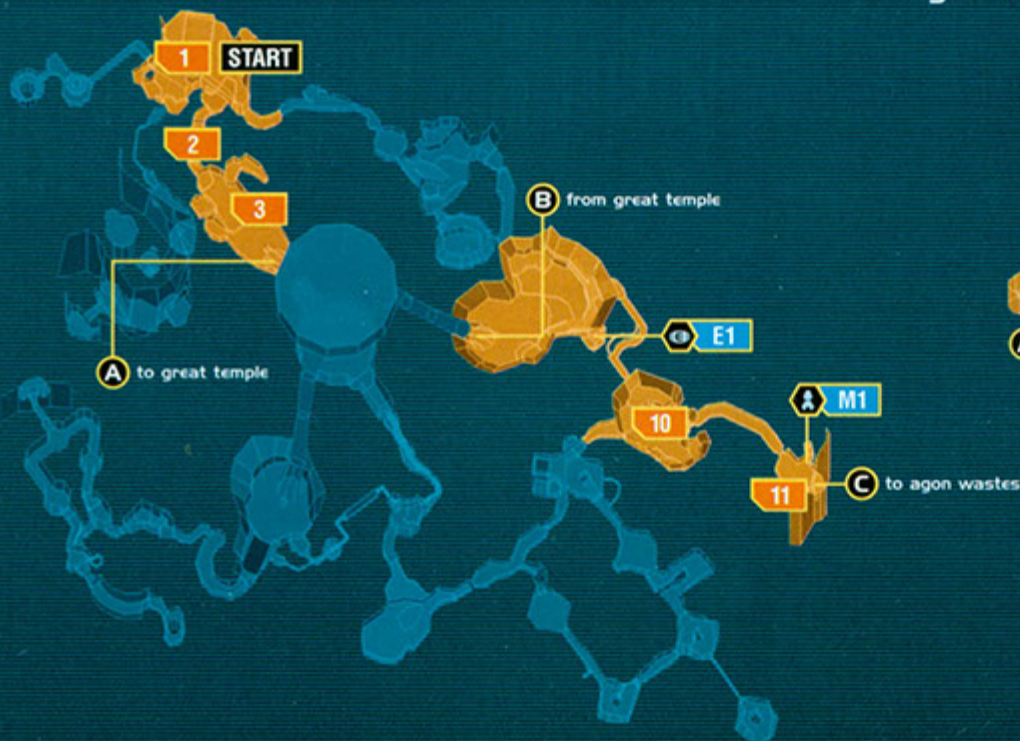 1 START
2
3
B from great temple
E1
A to great temple
M1
10
11
C to agon wastes